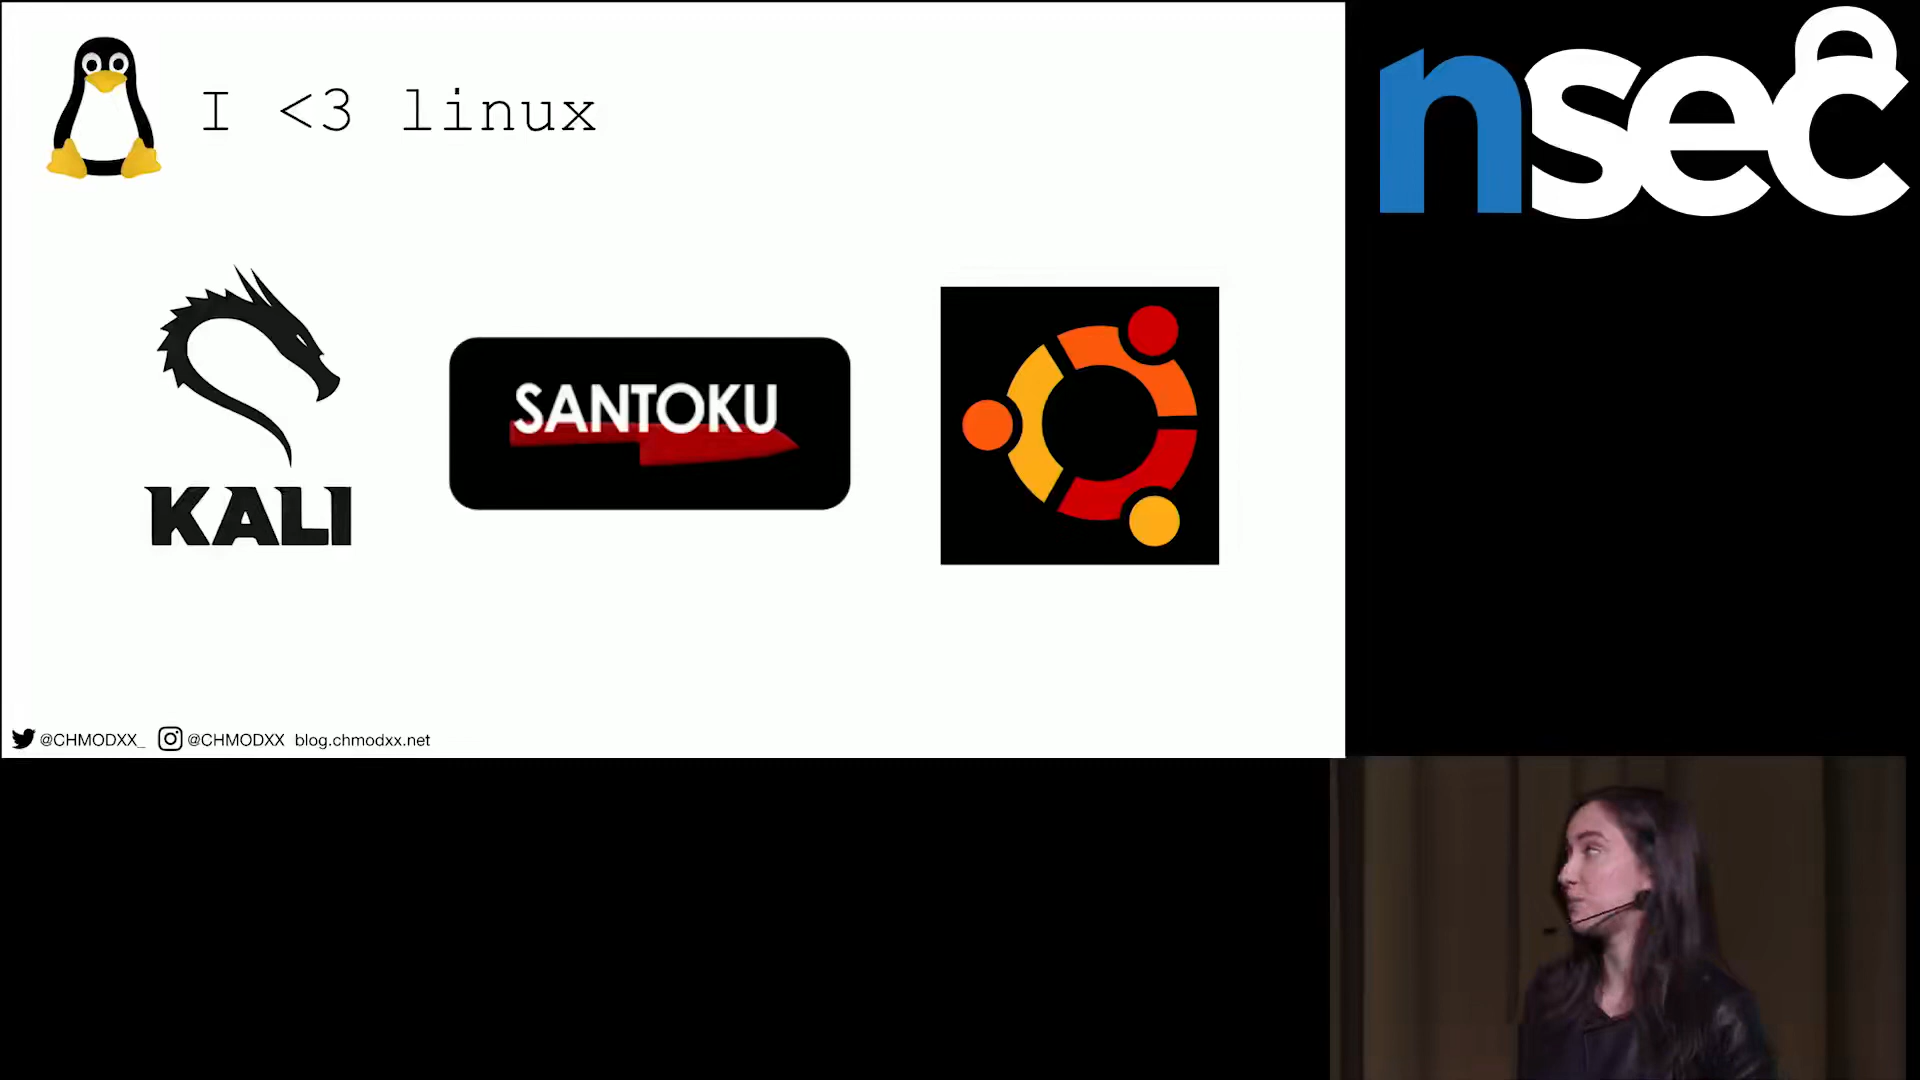 I <3 linux
nsec
KALI
SANTOKU
@CHMODXX_ @CHMODXX blog.chmodxx.net